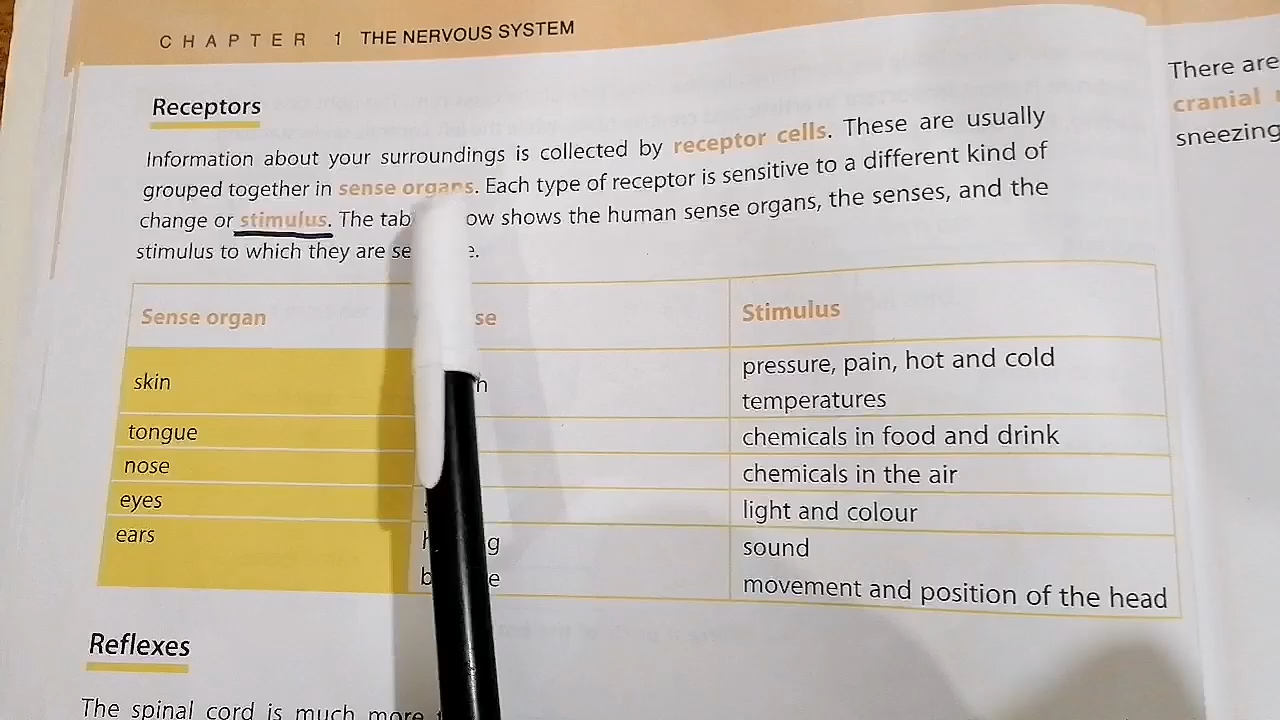 CHAPTER 1 THE NERVOUS SYSTEM
Receptors
Information about your surroundings is collected by receptor cells. These are usually
grouped together in sense organs. Each type of receptor is sensitive to a different kind of
change or stimulus. The tab ow shows the human sense organs, the senses, and the
stimulus to which they are se e.
Sense organ se Stimulus
skin h pressure, pain, hot and cold
temperatures
tongue chemicals in food and drink
nose chemicals in the air
eyes light and colour
ears h g sound
b e movement and position of the head
Reflexes
The spinal cord is much more
There are
cranial
sneezing